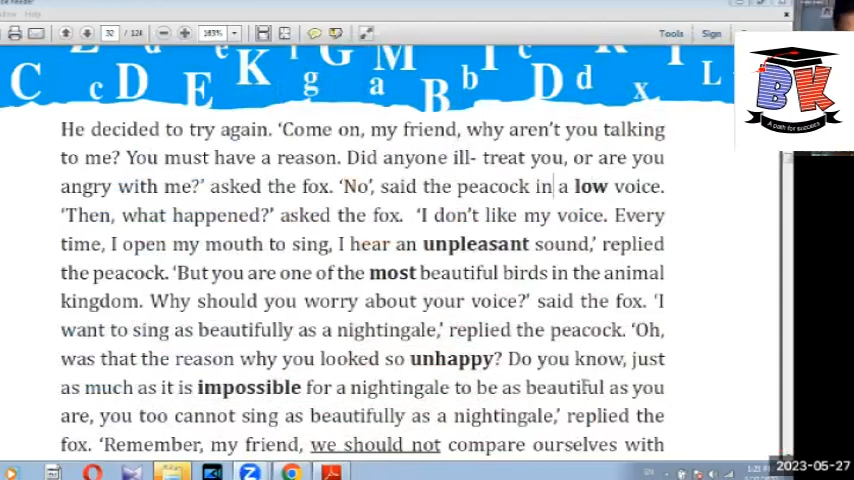 32 / 124
183%
Tools
Sign
C c D E e K g G a M B b D d x L
BK
A path for success
He decided to try again. ‘Come on, my friend, why aren’t you talking
to me? You must have a reason. Did anyone ill- treat you, or are you
angry with me?’ asked the fox. ‘No’, said the peacock in a low voice.
‘Then, what happened?’ asked the fox. ‘I don’t like my voice. Every
time, I open my mouth to sing, I hear an unpleasant sound,’ replied
the peacock. ‘But you are one of the most beautiful birds in the animal
kingdom. Why should you worry about your voice?’ said the fox. ‘I
want to sing as beautifully as a nightingale,’ replied the peacock. ‘Oh,
was that the reason why you looked so unhappy? Do you know, just
as much as it is impossible for a nightingale to be as beautiful as you
are, you too cannot sing as beautifully as a nightingale,’ replied the
fox. ‘Remember, my friend, we should not compare ourselves with
2023-05-27